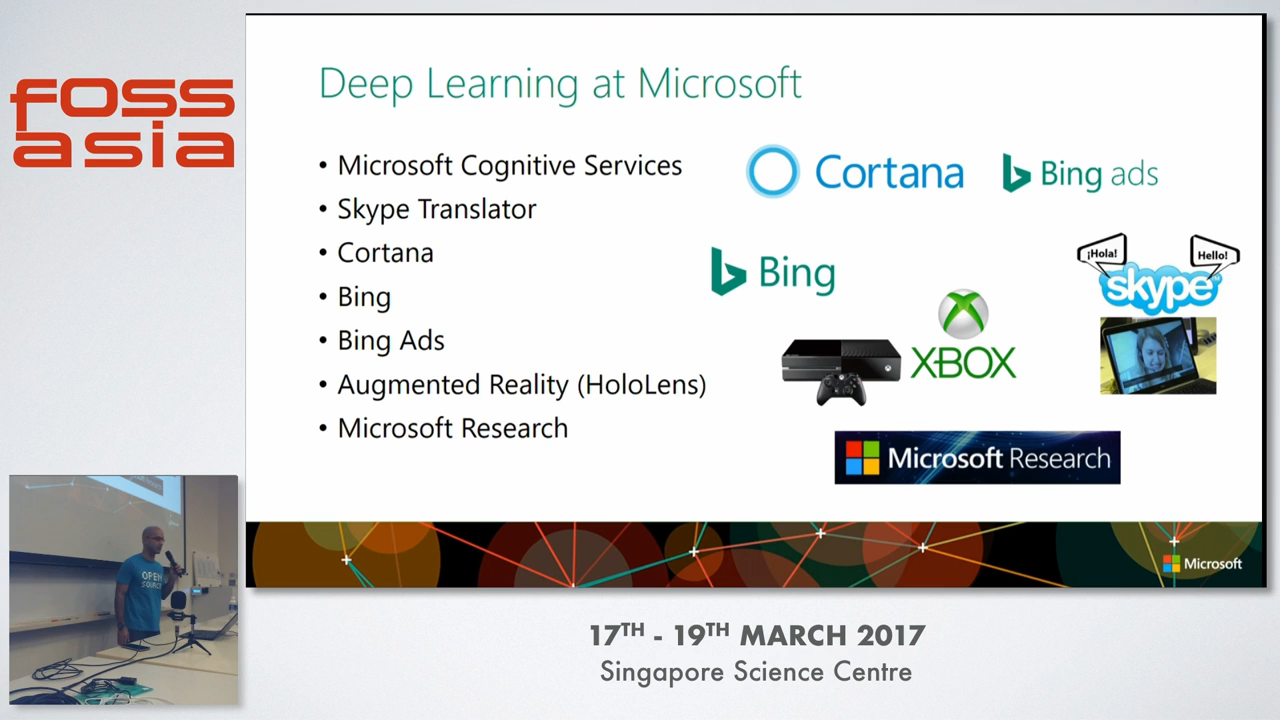 foss
asia
Deep Learning at Microsoft
• Microsoft Cognitive Services
• Skype Translator
• Cortana
• Bing
• Bing Ads
• Augmented Reality (HoloLens)
• Microsoft Research
Cortana
Bing ads
Bing
¡Hola!
Hello!
skype
XBOX
Microsoft Research
Microsoft
OPEN
SOURCE
17TH - 19TH MARCH 2017
Singapore Science Centre